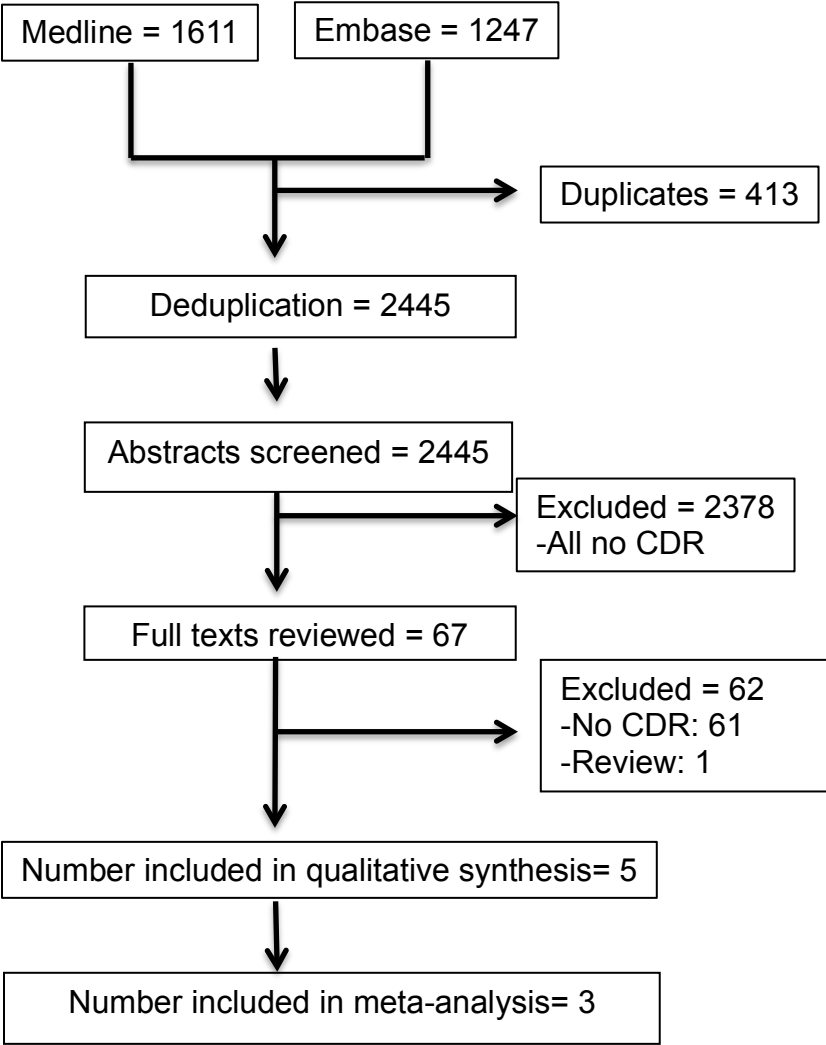 Medline = 1611
Embase = 1247
Duplicates = 413
Deduplication = 2445
Abstracts screened = 2445
Excluded = 2378
-All no CDR
Full texts reviewed = 67
Excluded = 62
-No CDR: 61
-Review: 1
Number included in qualitative synthesis= 5
Number included in meta-analysis= 3